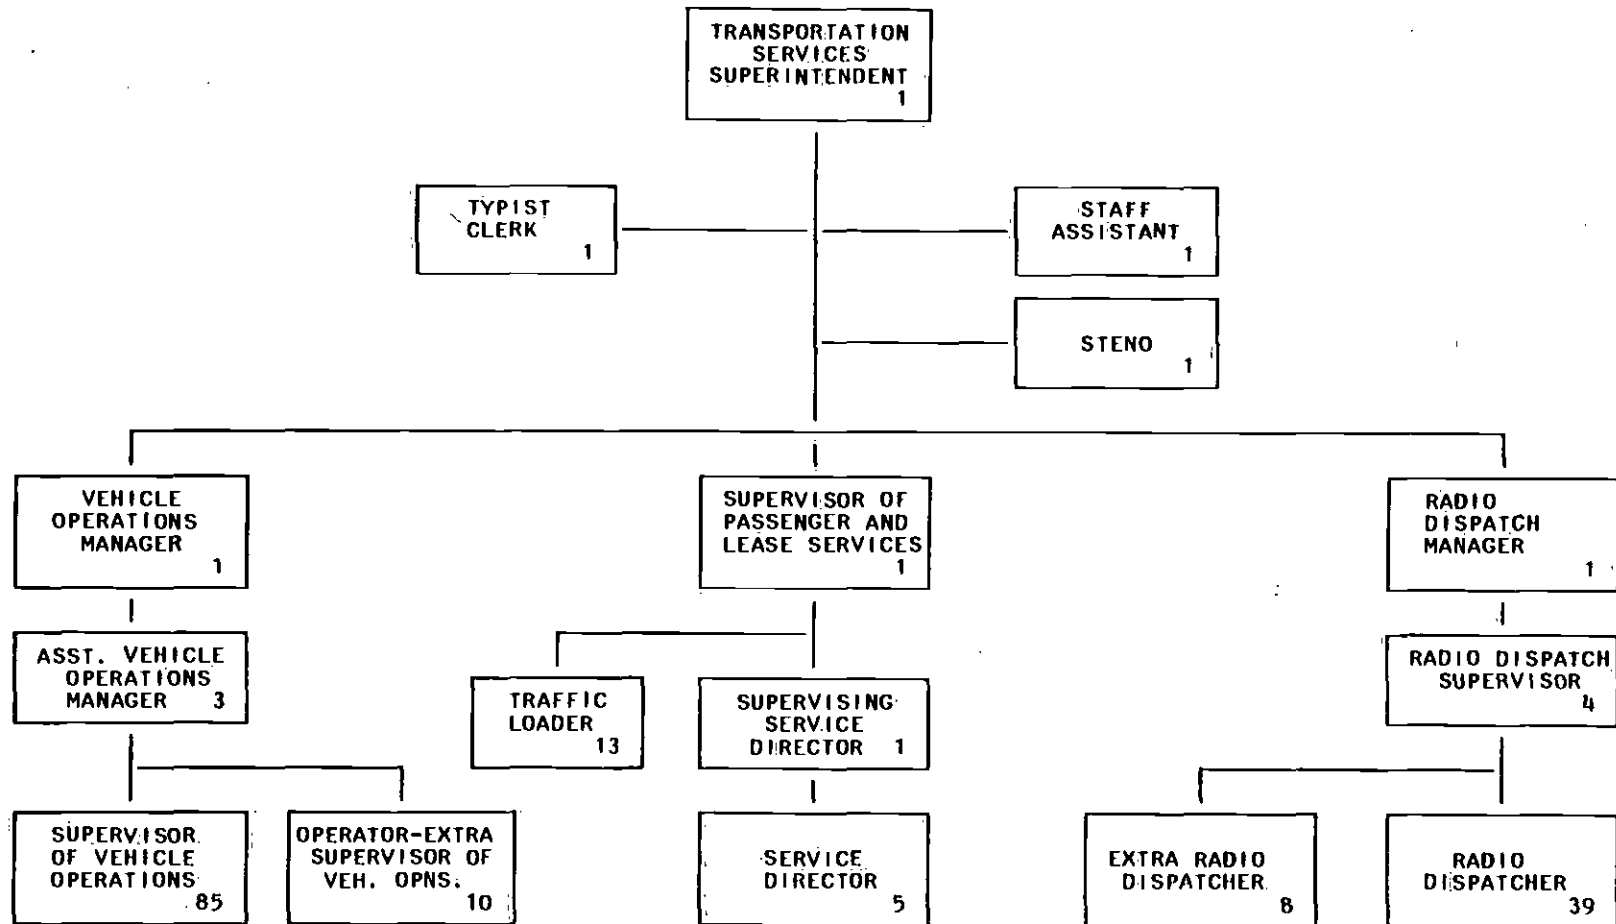 TRANSPORTATION
SERVICES
SUPERINTENDENT
1
TYPIST
CLERK
1
STAFF
ASSISTANT
1
STENO
1
VEHICLE
OPERATIONS
MANAGER
1
SUPERVISOR OF
PASSENGER AND
LEASE SERVICES
1
RADIO
DISPATCH
MANAGER
1
ASST. VEHICLE
OPERATIONS
MANAGER 3
TRAFFIC
LOADER
13
SUPERVISING
SERVICE
DIRECTOR 1
RADIO DISPATCH
SUPERVISOR
4
SUPERVISOR
OF VEHICLE
OPERATIONS
85
OPERATOR-EXTRA
SUPERVISOR OF
VEH. OPNS.
10
SERVICE
DIRECTOR
5
EXTRA RADIO
DISPATCHER
8
RADIO
DISPATCHER
39